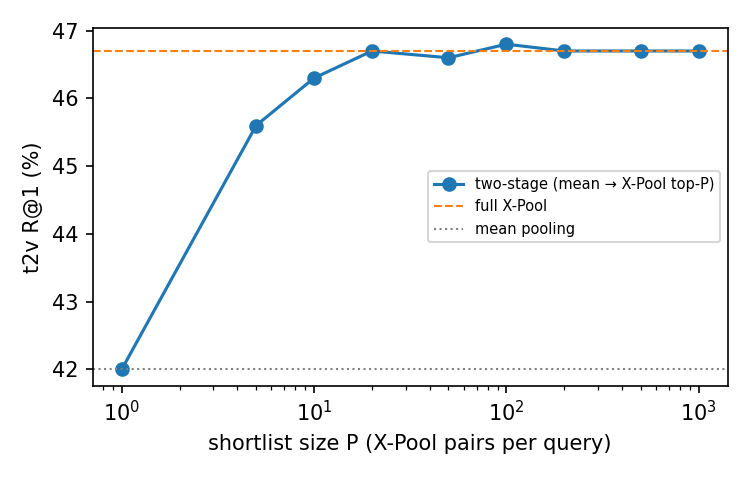 47
46
45
44
43
42
t2v R@1 (%)
two-stage (mean → X-Pool top-P)
full X-Pool
mean pooling
10⁰ 10¹ 10² 10³
shortlist size P (X-Pool pairs per query)